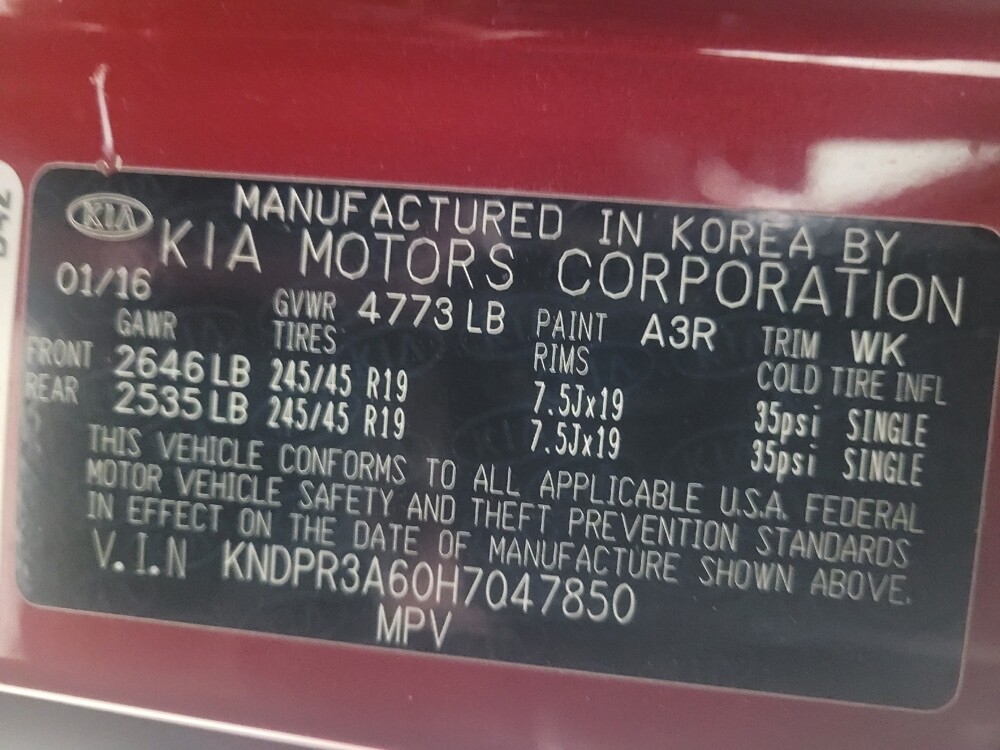 KIA
MANUFACTURED IN KOREA BY
KIA MOTORS CORPORATION
01/16
GVWR 4773 LB PAINT A3R TRIM WK
GAWR TIRES RIMS COLD TIRE INFL
FRONT 2646 LB 245/45 R19 7.5Jx19 35psi SINGLE
REAR 2535 LB 245/45 R19 7.5Jx19 35psi SINGLE
THIS VEHICLE CONFORMS TO ALL APPLICABLE U.S.A. FEDERAL
MOTOR VEHICLE SAFETY AND THEFT PREVENTION STANDARDS
IN EFFECT ON THE DATE OF MANUFACTURE SHOWN ABOVE.
V.I.N KNDPR3A60H7047850
MPV